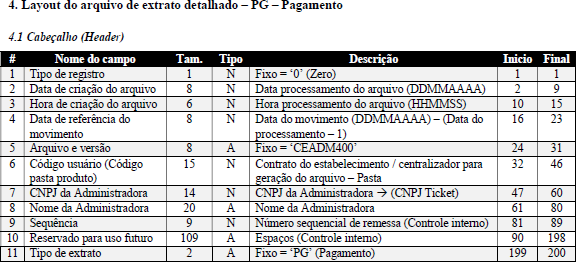 4. Layout do arquivo de extrato detalhado – PG – Pagamento
4.1 Cabeçalho (Header)
# Nome do campo Tam. Tipo Descrição Inicio Final
1 Tipo de registro 1 N Fixo = ‘0’ (Zero) 1 1
2 Data de criação do arquivo 8 N Data processamento do arquivo (DDMMAAAA) 2 9
3 Hora de criação do arquivo 6 N Hora processamento do arquivo (HHMMSS) 10 15
4 Data de referência do movimento 8 N Data do movimento (DDMMAAAA) – (Data do processamento – 1) 16 23
5 Arquivo e versão 8 A Fixo = ‘CEADM400’ 24 31
6 Código usuário (Código pasta produto) 15 N Contrato do estabelecimento / centralizador para geração do arquivo – Pasta 32 46
7 CNPJ da Administradora 14 N CNPJ da Administradora → (CNPJ Ticket) 47 60
8 Nome da Administradora 20 A Nome da Administradora 61 80
9 Sequência 9 N Número sequencial de remessa (Controle interno) 81 89
10 Reservado para uso futuro 109 A Espaços (Controle interno) 90 198
11 Tipo de extrato 2 A Fixo = ‘PG’ (Pagamento) 199 200